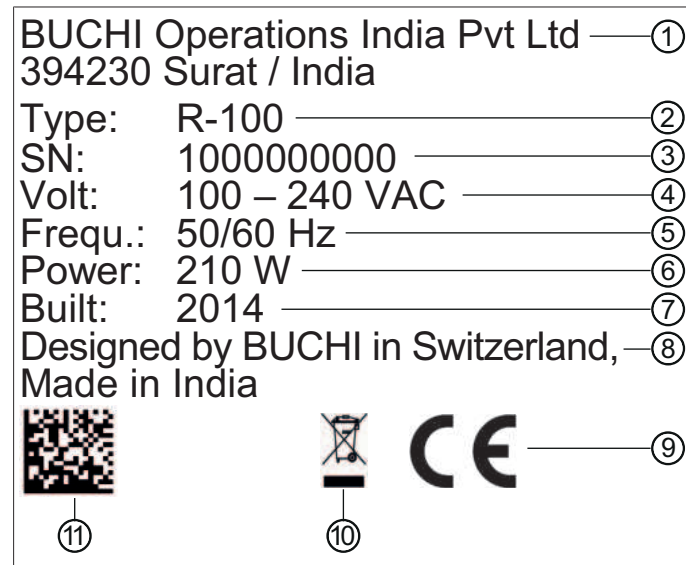 BUCHI Operations India Pvt Ltd ①
394230 Surat / India
Type: R-100 ②
SN: 1000000000 ③
Volt: 100 – 240 VAC ④
Frequ.: 50/60 Hz ⑤
Power: 210 W ⑥
Built: 2014 ⑦
Designed by BUCHI in Switzerland, ⑧
Made in India
CE ⑨
⑪ ⑩